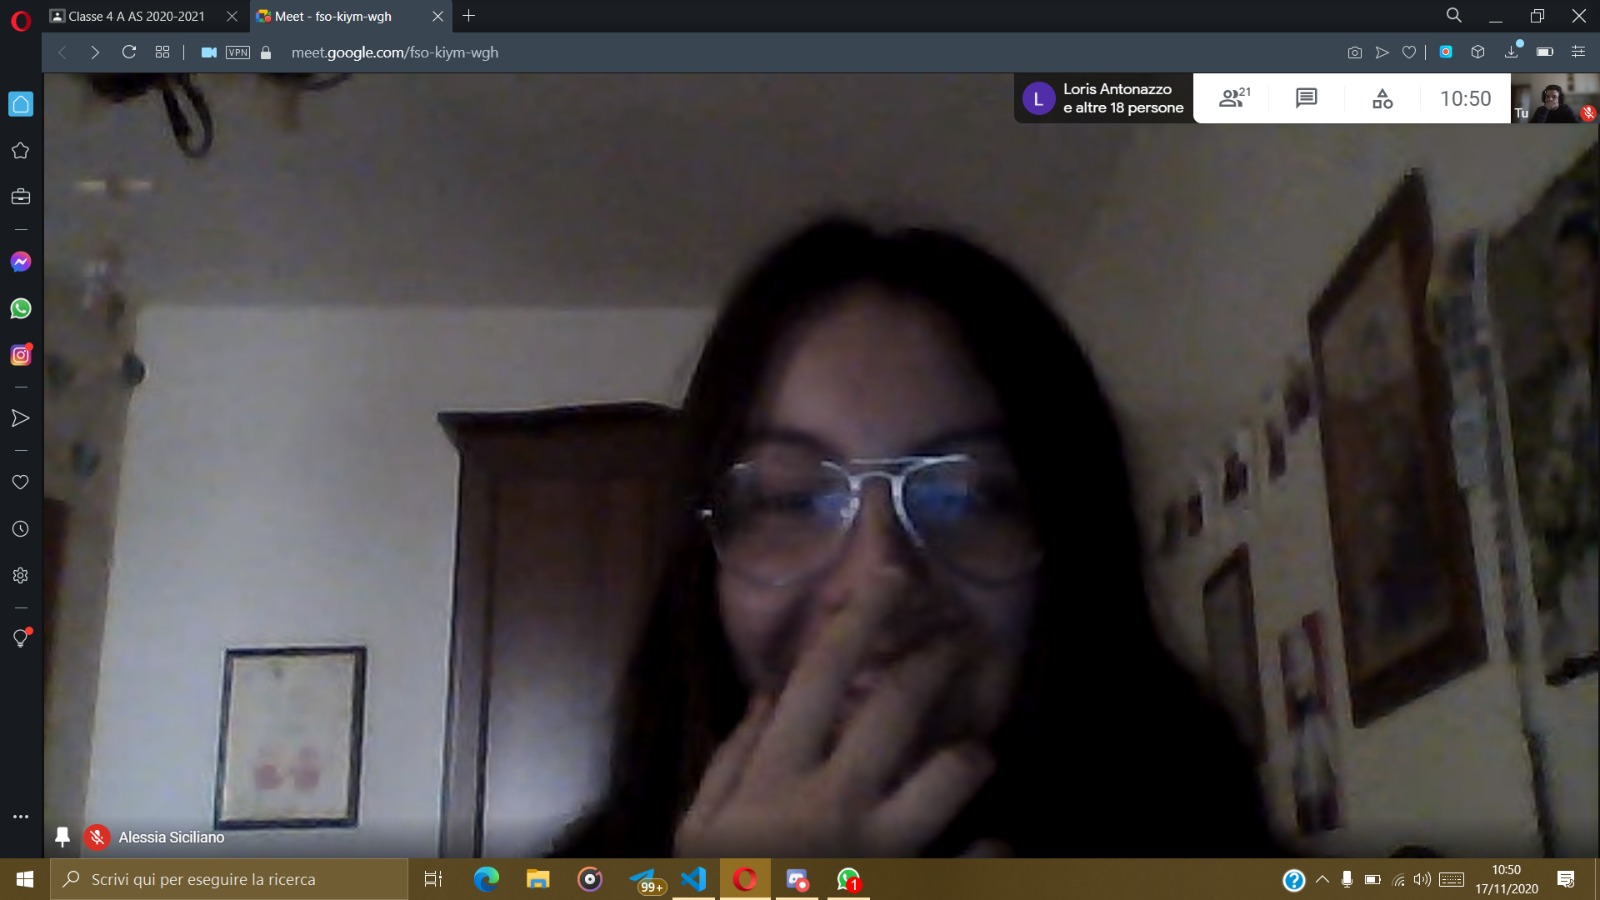 Classe 4 A AS 2020-2021
Meet - fso-kiym-wgh
VPN
meet.google.com/fso-kiym-wgh
L
Loris Antonazzo
e altre 18 persone
21
10:50
Tu
Alessia Siciliano
Scrivi qui per eseguire la ricerca
99+
1
10:50
17/11/2020